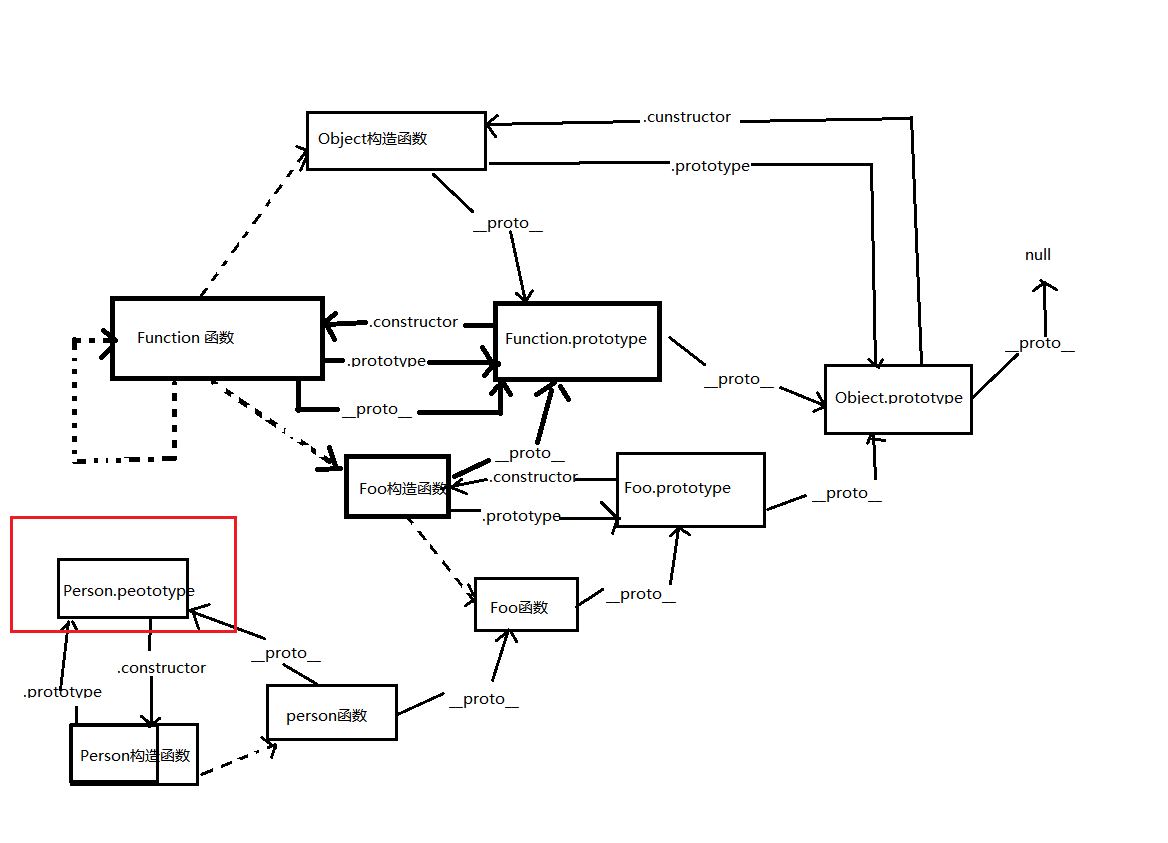 .cunstructor
Object构造函数
.prototype
__proto__
null
.constructor
Function 函数
Function.prototype
__proto__
.prototype
__proto__
Object.prototype
__proto__
__proto__
.constructor
Foo构造函数
Foo.prototype
__proto__
.prototype
Person.peototype
__proto__
Foo函数
__proto__
.constructor
.prototype
__proto__
person函数
Person构造函数